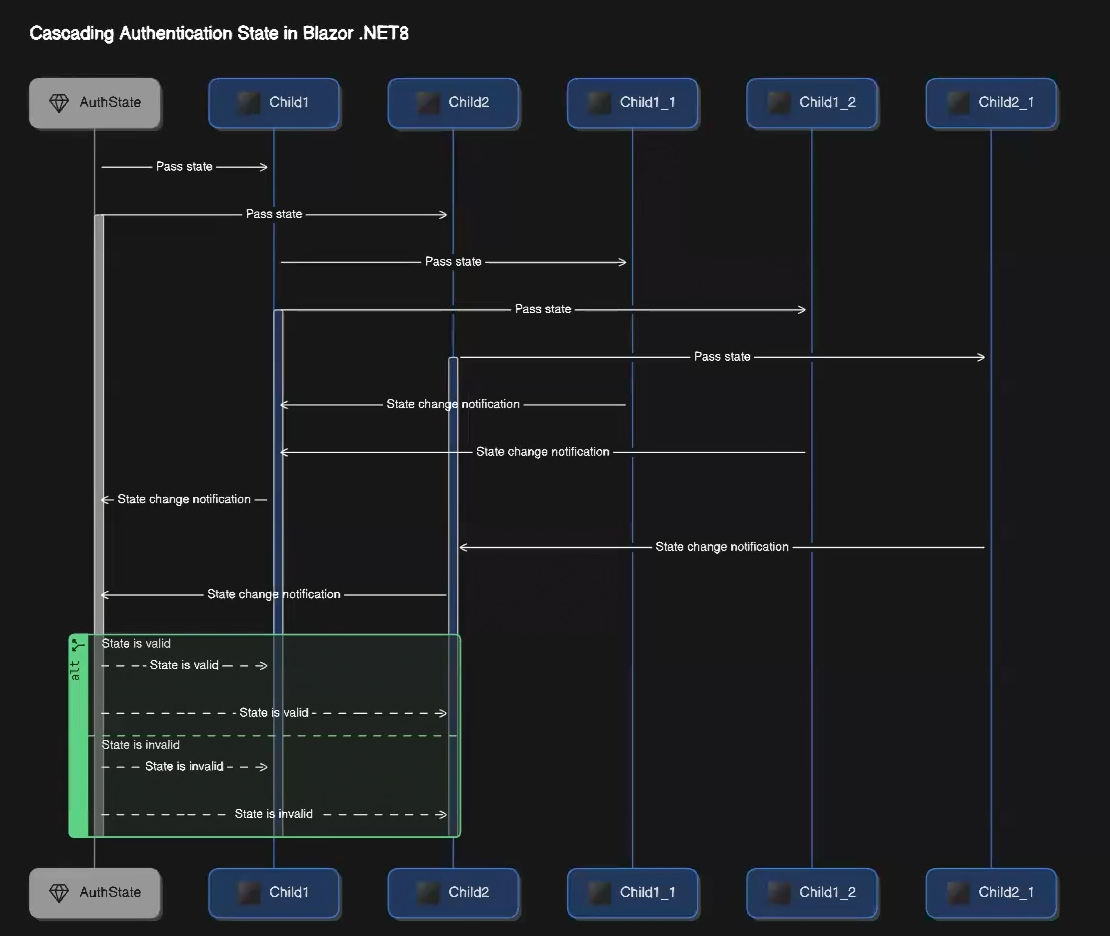 Cascading Authentication State in Blazor .NET8
AuthState
Child1
Child2
Child1_1
Child1_2
Child2_1
Pass state
Pass state
Pass state
Pass state
Pass state
State change notification
State change notification
State change notification
State change notification
State change notification
alt
State is valid
State is valid
State is valid
State is invalid
State is invalid
State is invalid
AuthState
Child1
Child2
Child1_1
Child1_2
Child2_1